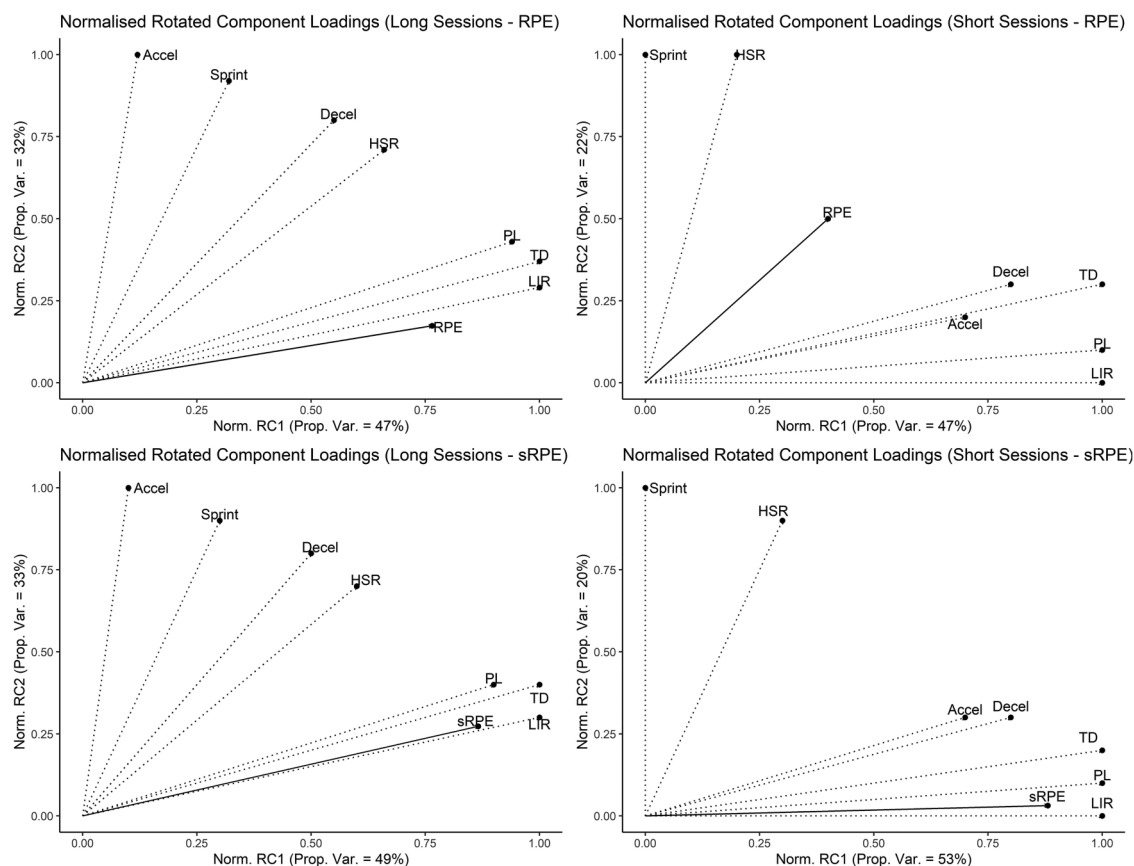 Normalised Rotated Component Loadings (Long Sessions - RPE)
1.00
0.75
0.50
0.25
0.00
Norm. RC2 (Prop. Var. = 32%)
Accel
Sprint
Decel
HSR
PL
TD
LIR
RPE
0.00 0.25 0.50 0.75 1.00
Norm. RC1 (Prop. Var. = 47%)
Normalised Rotated Component Loadings (Short Sessions - RPE)
1.00
0.75
0.50
0.25
0.00
Norm. RC2 (Prop. Var. = 22%)
Sprint
HSR
RPE
Decel
TD
Accel
PL
LIR
0.00 0.25 0.50 0.75 1.00
Norm. RC1 (Prop. Var. = 47%)
Normalised Rotated Component Loadings (Long Sessions - sRPE)
1.00
0.75
0.50
0.25
0.00
Norm. RC2 (Prop. Var. = 33%)
Accel
Sprint
Decel
HSR
PL
TD
sRPE
LIR
0.00 0.25 0.50 0.75 1.00
Norm. RC1 (Prop. Var. = 49%)
Normalised Rotated Component Loadings (Short Sessions - sRPE)
1.00
0.75
0.50
0.25
0.00
Norm. RC2 (Prop. Var. = 20%)
Sprint
HSR
Accel
Decel
TD
PL
sRPE
LIR
0.00 0.25 0.50 0.75 1.00
Norm. RC1 (Prop. Var. = 53%)